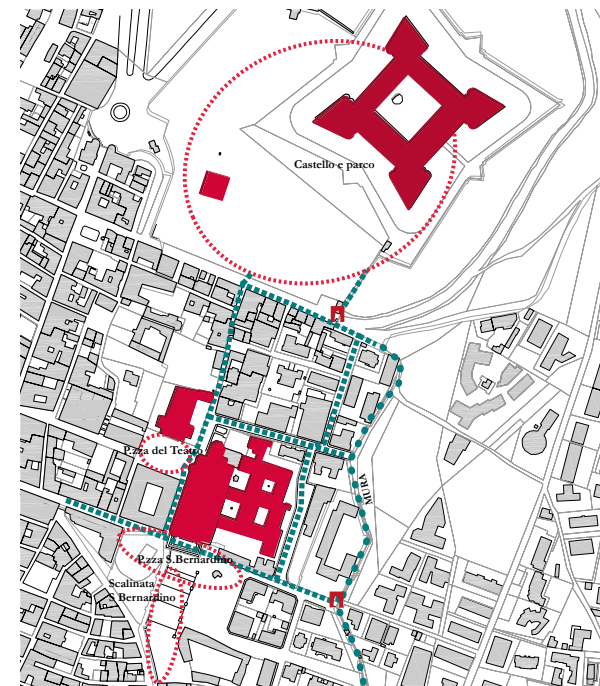 Castello e parco
P.zza del Teatro
MURA
P.zza S.Bernardino
Scalinata
S.Bernardino